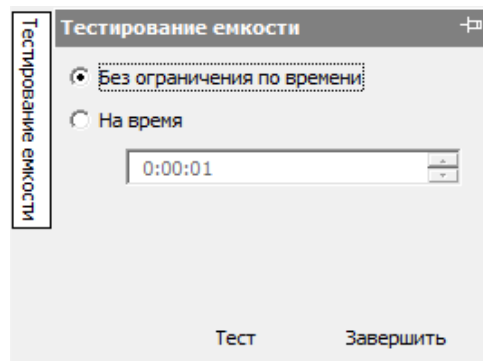 Тестирование емкости
Тестирование емкости
Без ограничения по времени
На время
0:00:01
Тест Завершить